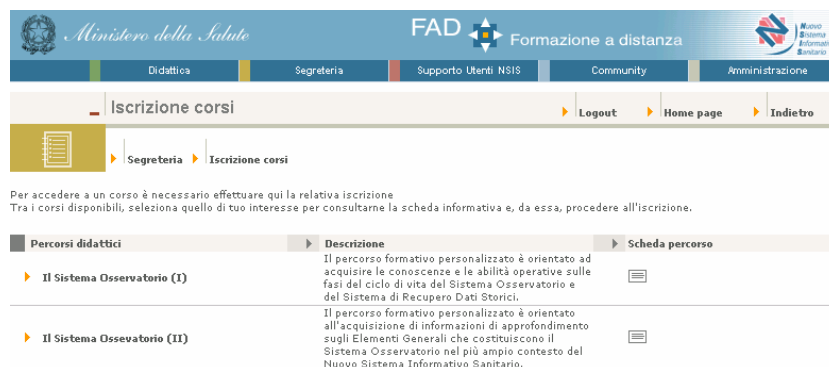 Ministero della Salute
FAD Formazione a distanza
Nuovo
Sistema
Informati
Sanitario
Didattica Segreteria Supporto Utenti NSIS Community Amministrazione
Iscrizione corsi Logout Home page Indietro
Segreteria Iscrizione corsi
Per accedere a un corso è necessario effettuare qui la relativa iscrizione
Tra i corsi disponibili, seleziona quello di tuo interesse per consultarne la scheda informativa e, da essa, procedere all'iscrizione.
Percorsi didattici Descrizione Scheda percorso
Il Sistema Osservatorio (I)
Il percorso formativo personalizzato è orientato ad
acquisire le conoscenze e le abilità operative sulle
fasi del ciclo di vita del Sistema Osservatorio e
del Sistema di Recupero Dati Storici.
Il Sistema Ossevatorio (II)
Il percorso formativo personalizzato è orientato
all'acquisizione di informazioni di approfondimento
sugli Elementi Generali che costituiscono il
Sistema Osservatorio nel più ampio contesto del
Nuovo Sistema Informativo Sanitario.